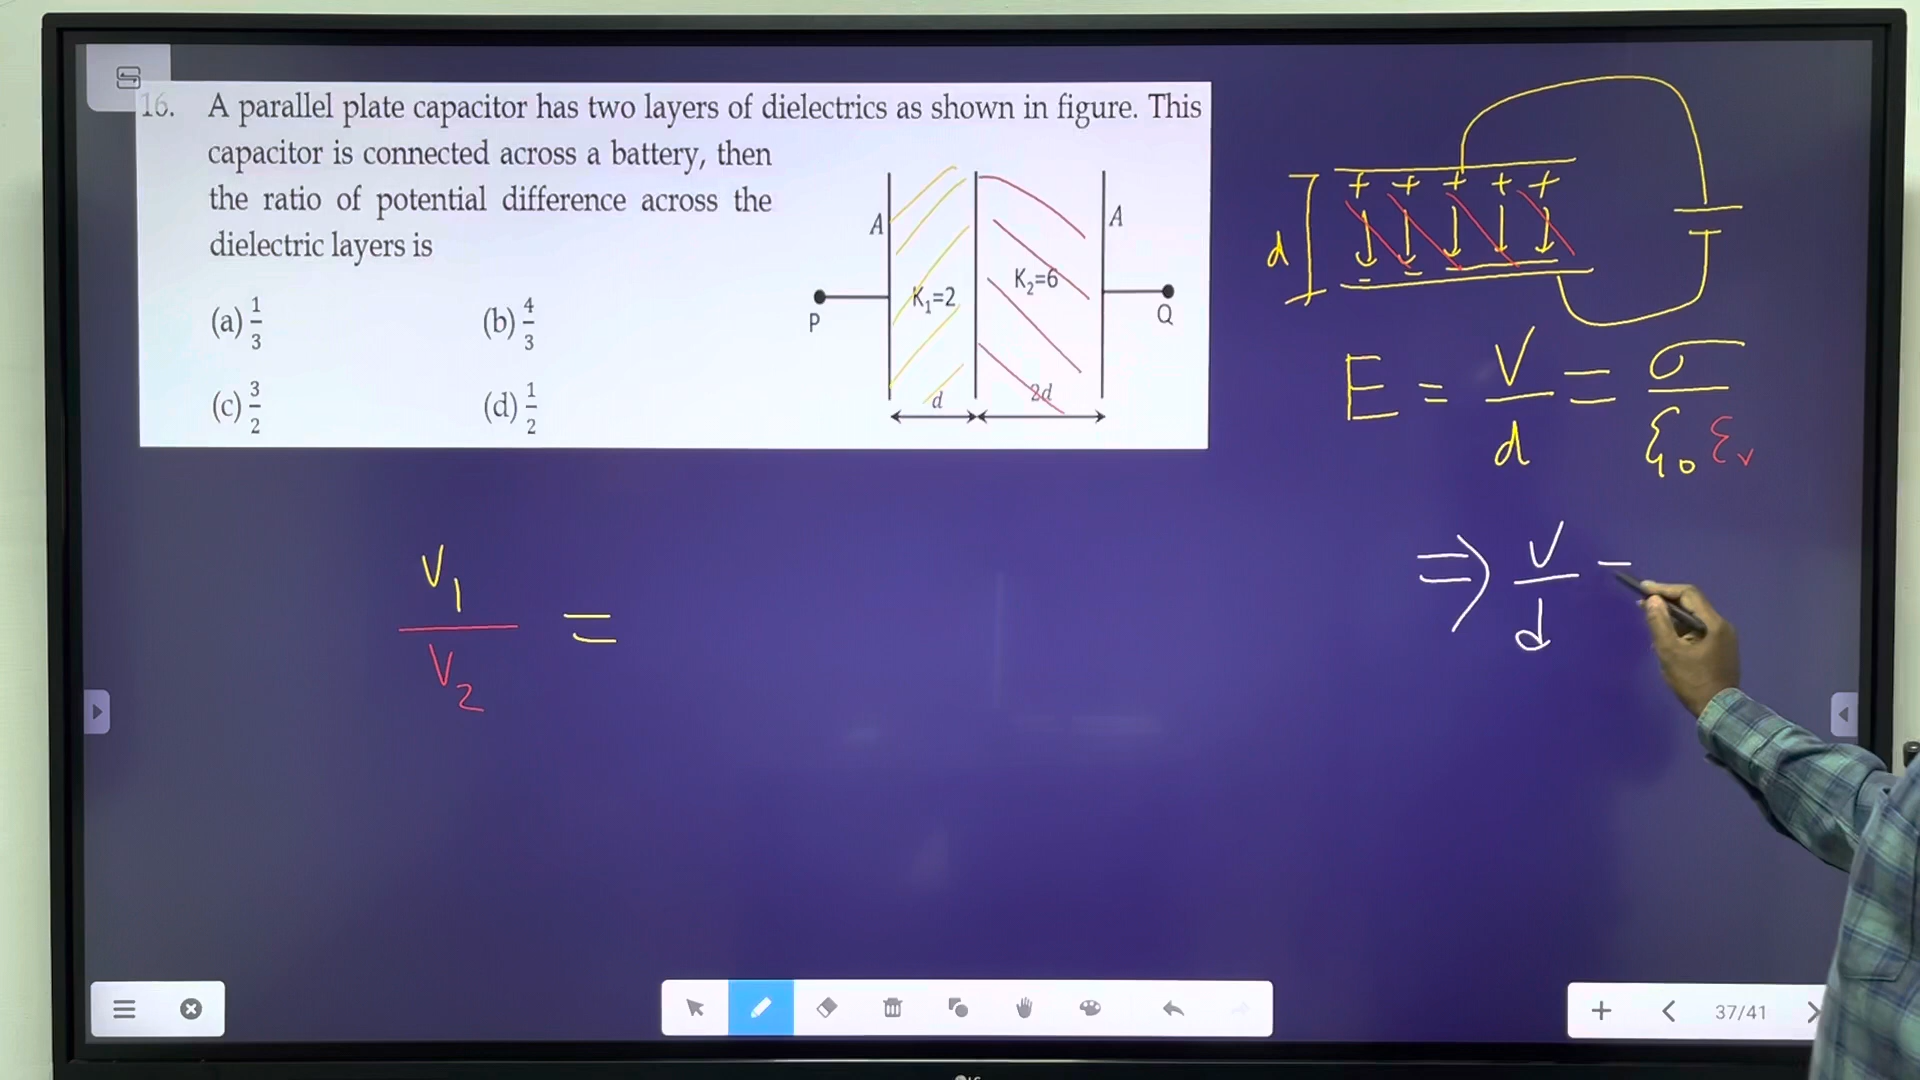 16. A parallel plate capacitor has two layers of dielectrics as shown in figure. This
capacitor is connected across a battery, then
the ratio of potential difference across the
dielectric layers is
(a) 1/3 (b) 4/3
(c) 3/2 (d) 1/2
A A
K₁=2 K₂=6
P Q
d 2d
+ + + + +
d
- -
E = V/d = σ/ε₀εᵣ
⇒ V/d =
V₁/V₂ =
37/41